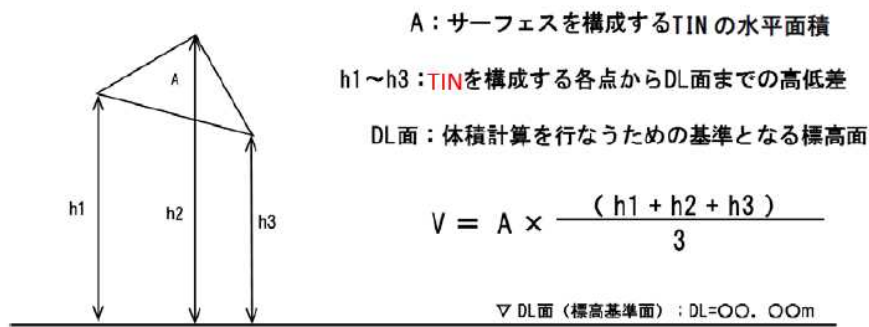 A：サーフェスを構成するTINの水平面積
h1～h3：TINを構成する各点からDL面までの高低差
DL面：体積計算を行なうための基準となる標高面
A
h1
h2
h3
V = A × (h1+h2+h3) / 3
▽DL面（標高基準面）：DL=〇〇. 〇〇m